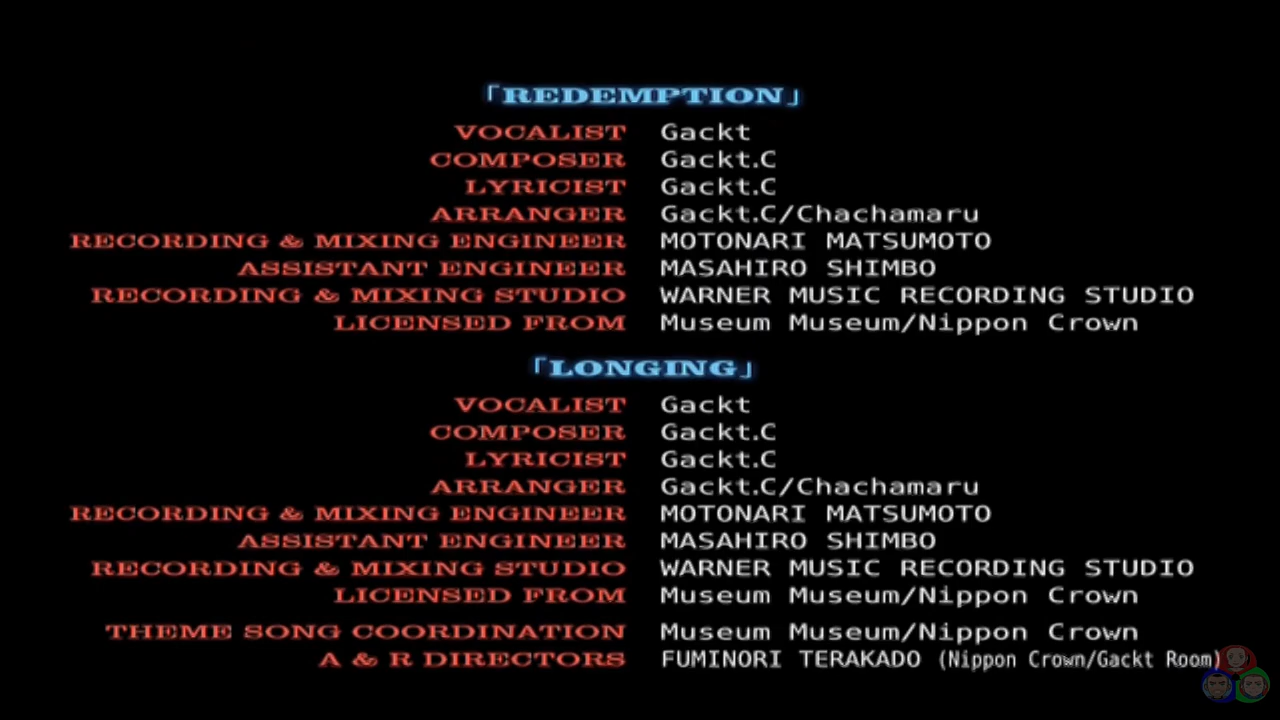 「REDEMPTION」
VOCALIST Gackt
COMPOSER Gackt.C
LYRICIST Gackt.C
ARRANGER Gackt.C/Chachamaru
RECORDING & MIXING ENGINEER MOTONARI MATSUMOTO
ASSISTANT ENGINEER MASAHIRO SHIMBO
RECORDING & MIXING STUDIO WARNER MUSIC RECORDING STUDIO
LICENSED FROM Museum Museum/Nippon Crown
「LONGING」
VOCALIST Gackt
COMPOSER Gackt.C
LYRICIST Gackt.C
ARRANGER Gackt.C/Chachamaru
RECORDING & MIXING ENGINEER MOTONARI MATSUMOTO
ASSISTANT ENGINEER MASAHIRO SHIMBO
RECORDING & MIXING STUDIO WARNER MUSIC RECORDING STUDIO
LICENSED FROM Museum Museum/Nippon Crown
THEME SONG COORDINATION Museum Museum/Nippon Crown
A & R DIRECTORS FUMINORI TERAKADO (Nippon Crown/Gackt Room)